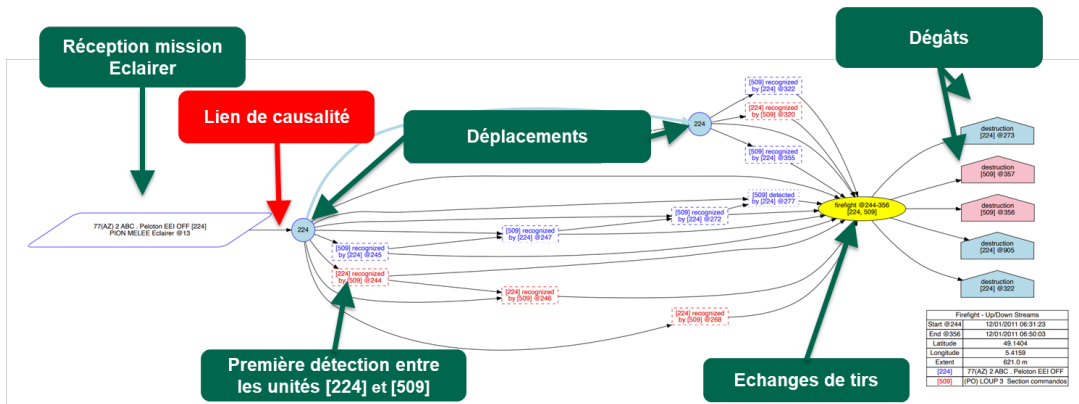 Réception mission
Eclairer
Lien de causalité
Déplacements
Dégâts
[509] recognized
by [224] @322
[224] recognized
by [509] @320
224
[509] recognized
by [224] @355
destruction
[224] @273
destruction
[509] @357
[509] detected
by [224] @277
firefight @244-356
[224, 509]
destruction
[509] @356
77(AZ) 2 ABC . Peloton EEI OFF [224]
PION MELEE Eclairer @13
224
[509] recognized
by [224] @272
[509] recognized
by [224] @247
[509] recognized
by [224] @245
destruction
[224] @905
[224] recognized
by [509] @244
destruction
[224] @322
[224] recognized
by [509] @246
[224] recognized
by [509] @268
Première détection entre
les unités [224] et [509]
Echanges de tirs
Firefight - Up/Down Streams
Start @244 12/01/2011 06:31:23
End @356 12/01/2011 06:50:03
Latitude 49.1404
Longitude 5.4159
Extent 621.0 m
[224] 77(AZ) 2 ABC . Peloton EEI OFF
[509] (PO) LOUP 3 Section commandos